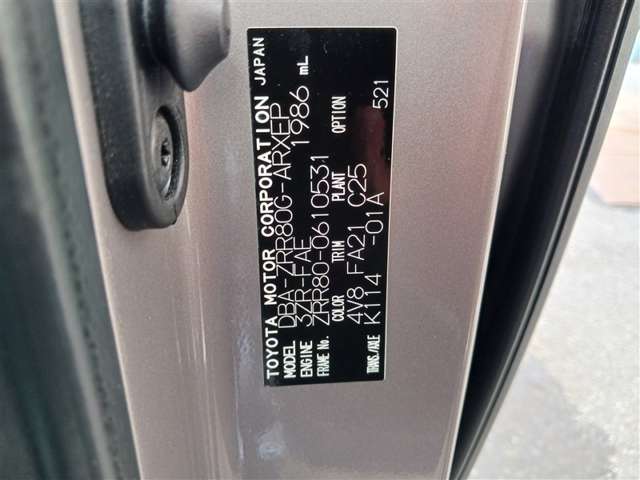 TOYOTA MOTOR CORPORATION JAPAN
MODEL DBA-ZRR80G-ARXEP
ENGINE 3ZR-FAE 1986 mL
FRAME No. ZRR80-0610531
COLOR TRIM PLANT OPTION
4V8 FA21 C25 521
TRANS./AXLE K114 -01A